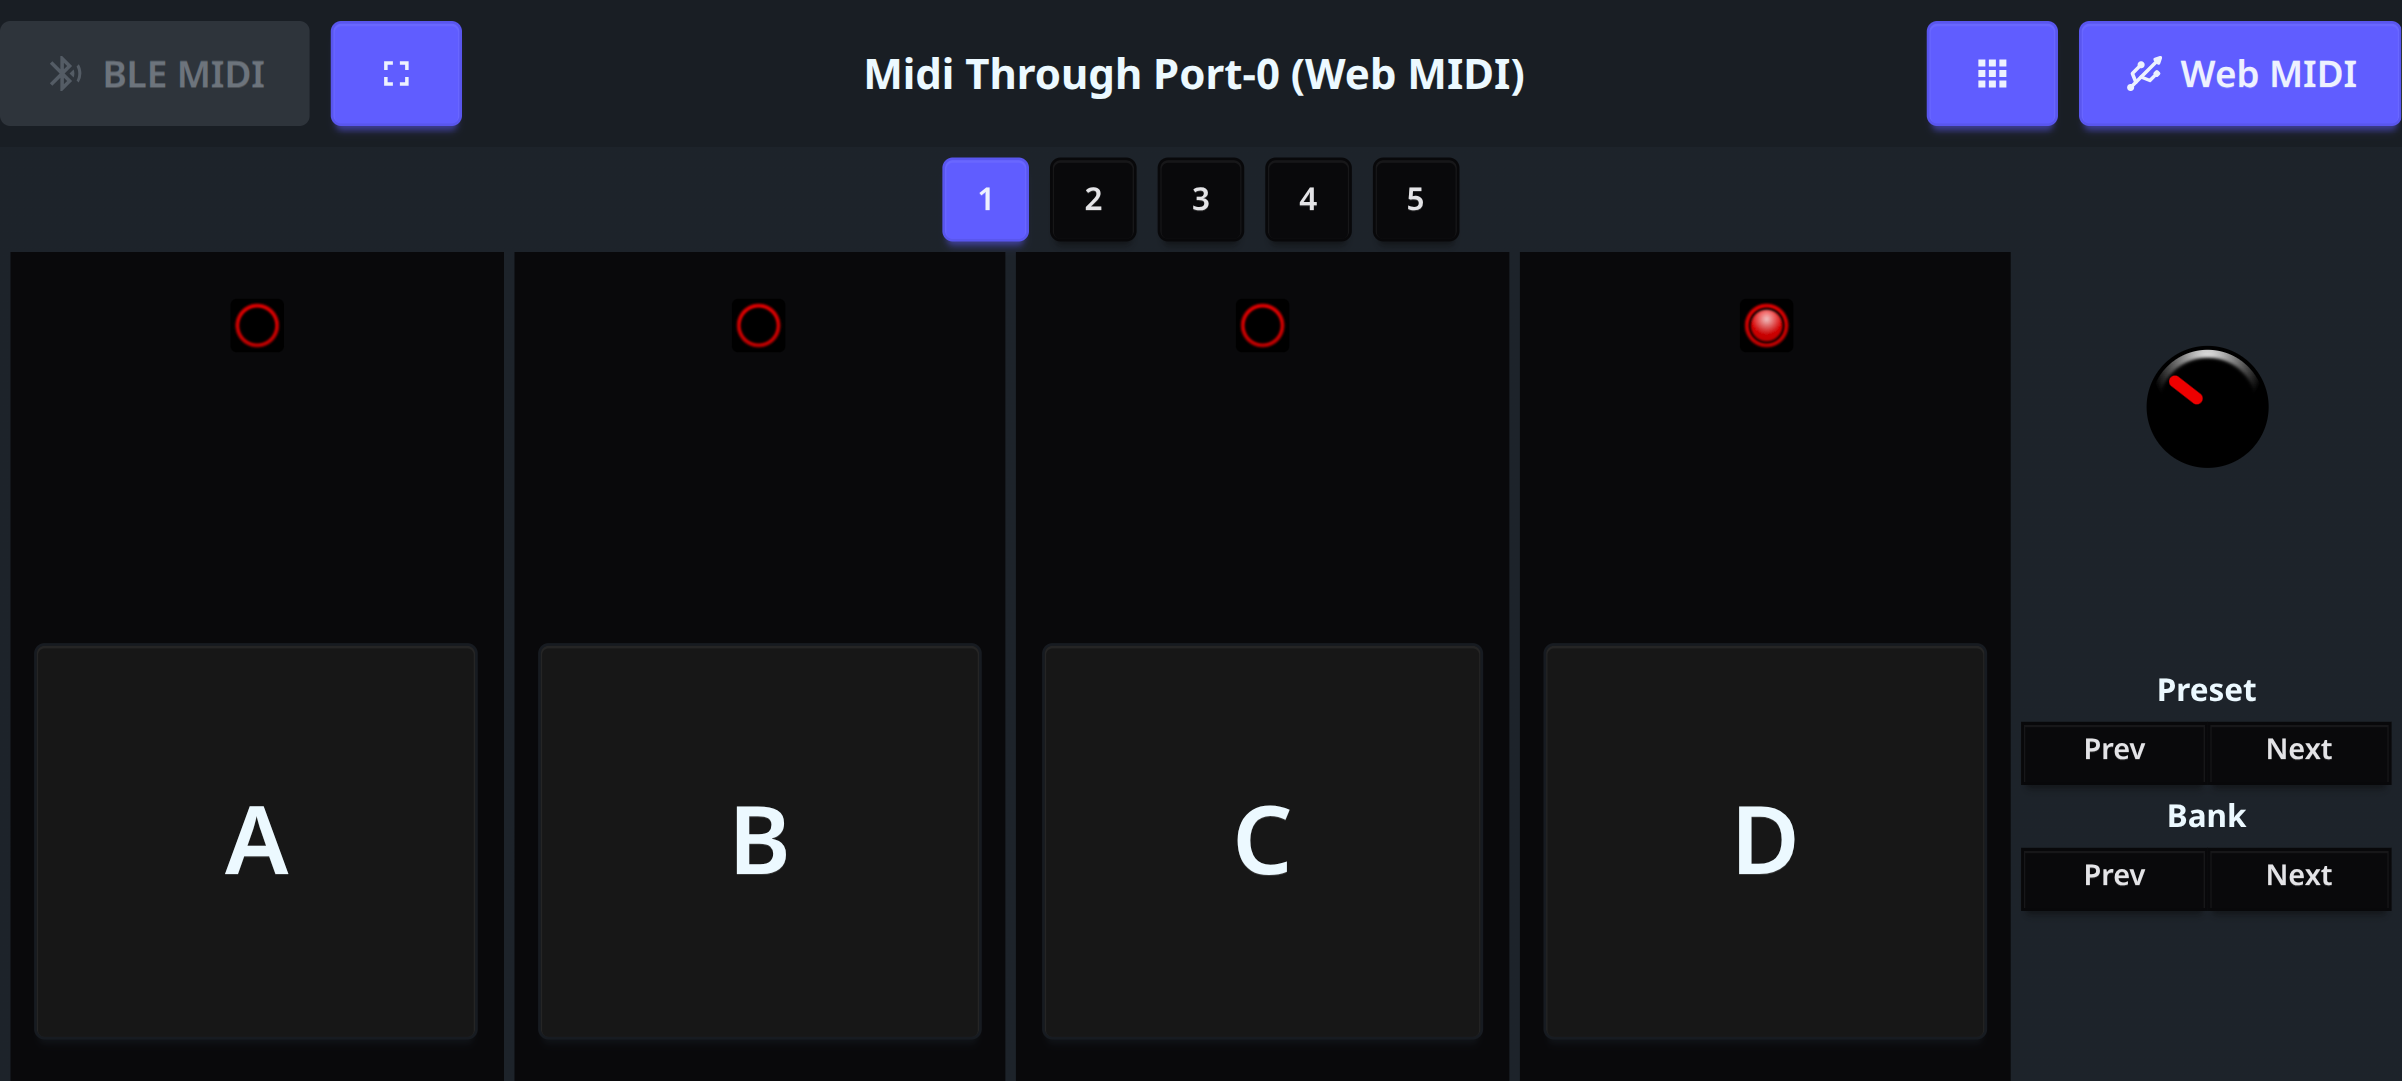 BLE MIDI
Midi Through Port-0 (Web MIDI)
Web MIDI
1 2 3 4 5
A B C D
Preset
Prev Next
Bank
Prev Next